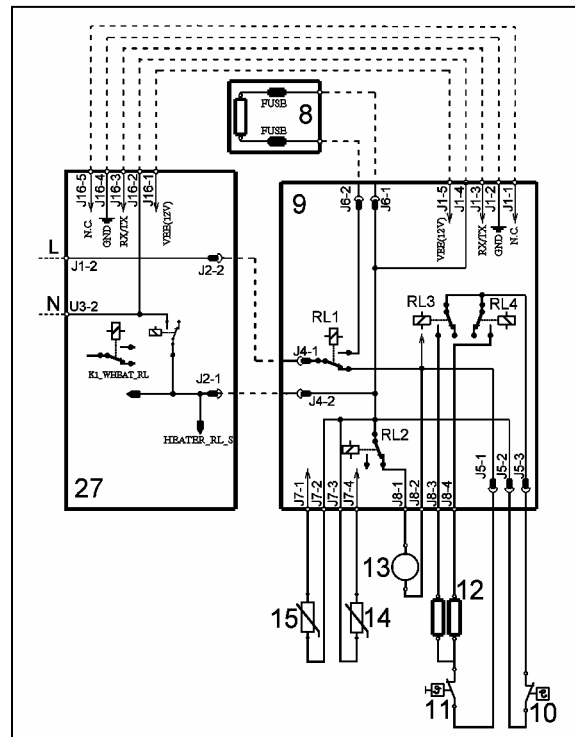 8
FUSE
FUSE
J16-5
J16-4
J16-3
J16-2
J16-1
N.C.
GND
RX/TX
VEE(12V)
J6-2
J6-1
J1-5
J1-4
J1-3
J1-2
J1-1
9
VEE(12V)
RX/TX
GND
N.C.
L
J1-2
J2-2
N
U3-2
RL1
RL3
RL4
J4-1
K1_WHEAT_RL
J2-1
J4-2
HEATER_RL_S
RL2
27
J7-1
J7-2
J7-3
J7-4
J8-1
J8-2
J8-3
J8-4
J5-1
J5-2
J5-3
13
15
14
12
11
10